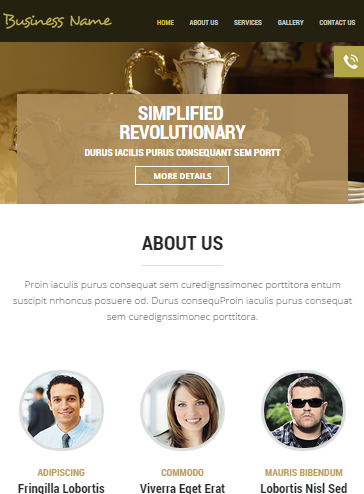 Business Name
HOME ABOUT US SERVICES GALLERY CONTACT US
SIMPLIFIED
REVOLUTIONARY
DURUS IACILIS PURUS CONSEQUANT SEM PORTT
MORE DETAILS
ABOUT US
Proin iaculis purus consequat sem curedignssimonec porttitora entum
suscipit nrhoncus posuere od. Durus consequProin iaculis purus consequat
sem curedignssimonec porttitora.
ADIPISCING COMMODO MAURIS BIBENDUM
Fringilla Lobortis Viverra Eget Erat Lobortis Nisl Sed